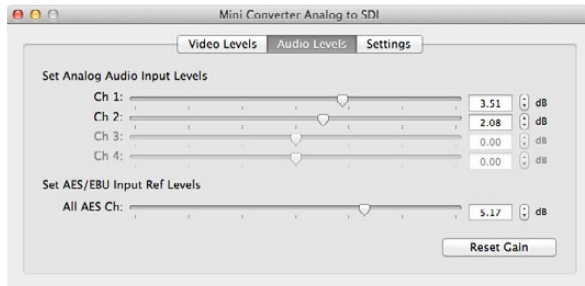 Mini Converter Analog to SDI
Video Levels Audio Levels Settings
Set Analog Audio Input Levels
Ch 1: 3.51 dB
Ch 2: 2.08 dB
Ch 3: 0.00 dB
Ch 4: 0.00 dB
Set AES/EBU Input Ref Levels
All AES Ch: 5.17 dB
Reset Gain